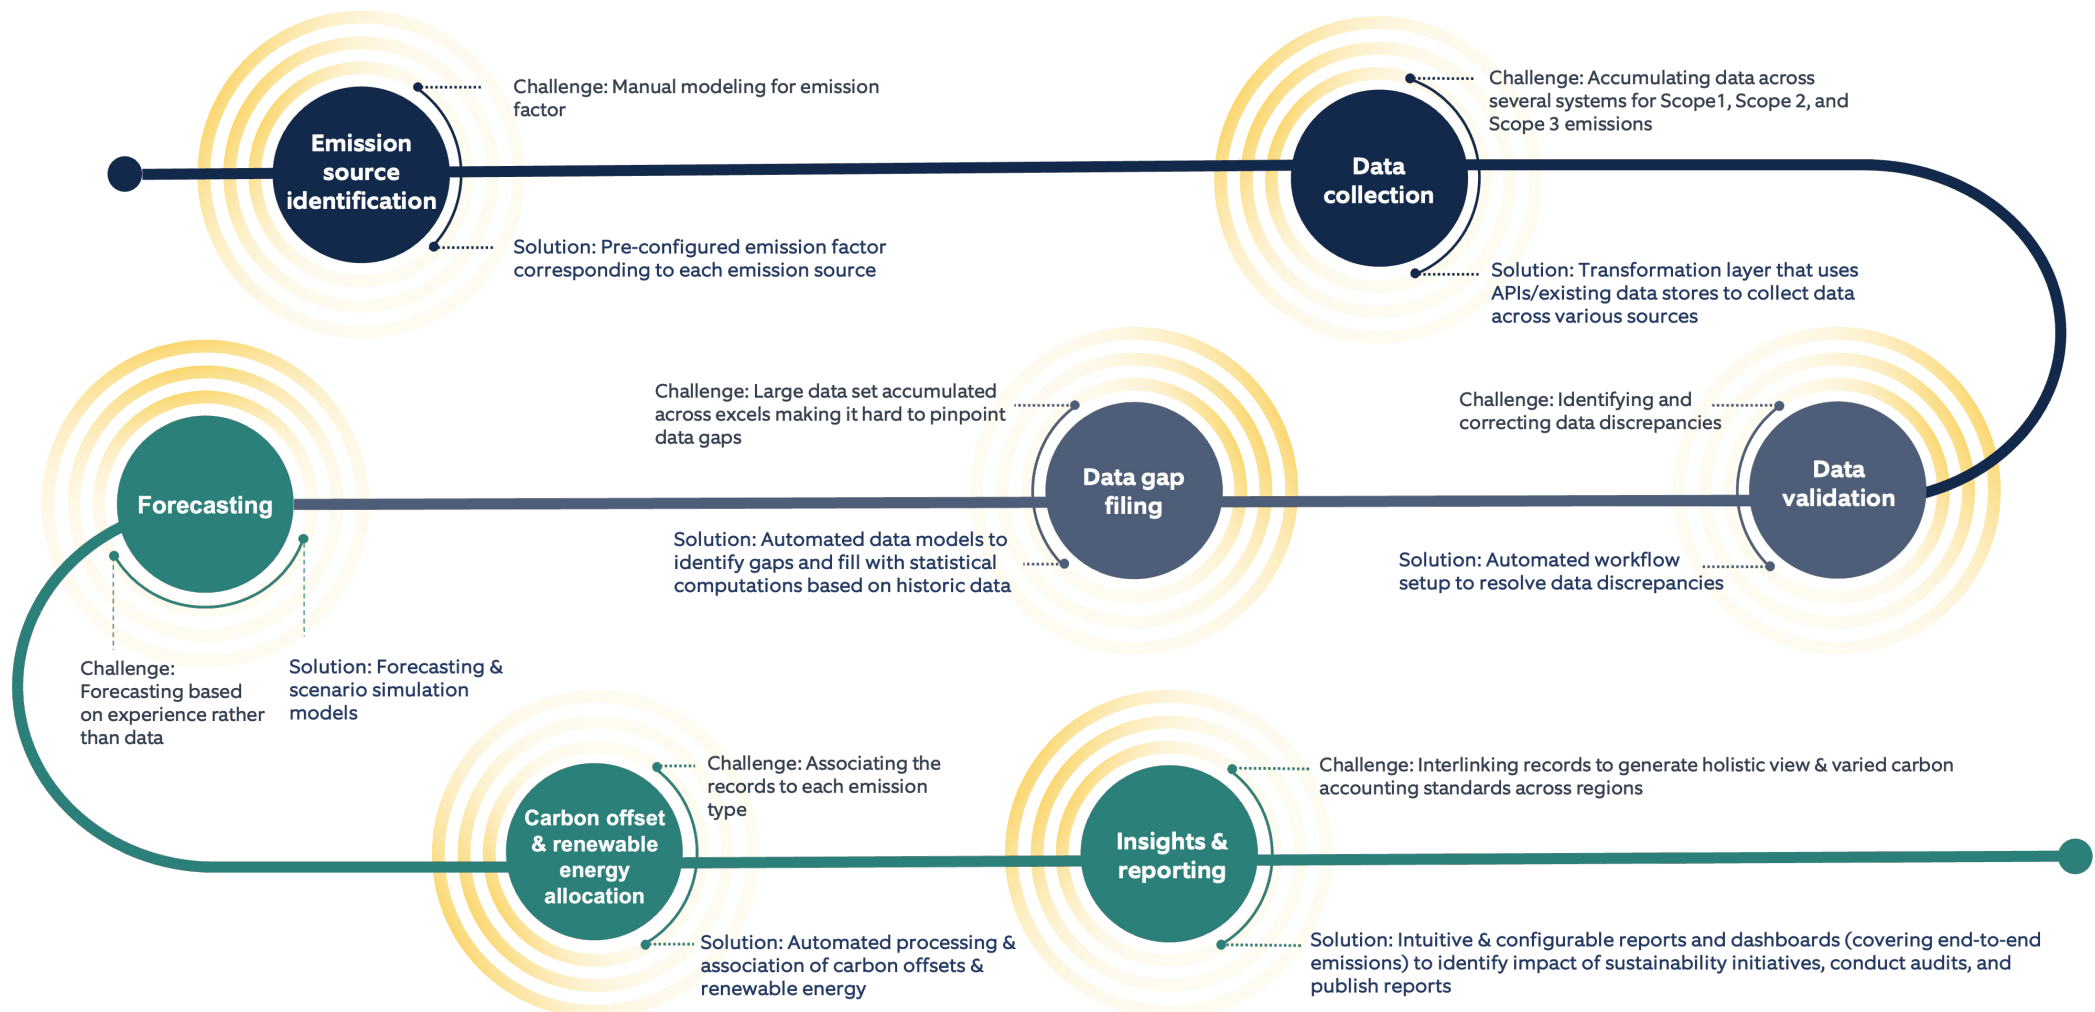 Emission
source
identification
Challenge: Manual modeling for emission
factor
Solution: Pre-configured emission factor
corresponding to each emission source
Data
collection
Challenge: Accumulating data across
several systems for Scope1, Scope 2, and
Scope 3 emissions
Solution: Transformation layer that uses
APIs/existing data stores to collect data
across various sources
Data
validation
Challenge: Identifying and
correcting data discrepancies
Solution: Automated workflow
setup to resolve data discrepancies
Data gap
filing
Challenge: Large data set accumulated
across excels making it hard to pinpoint
data gaps
Solution: Automated data models to
identify gaps and fill with statistical
computations based on historic data
Forecasting
Challenge:
Forecasting based
on experience rather
than data
Solution: Forecasting &
scenario simulation
models
Carbon offset
& renewable
energy
allocation
Challenge: Associating the
records to each emission
type
Solution: Automated processing &
association of carbon offsets &
renewable energy
Insights &
reporting
Challenge: Interlinking records to generate holistic view & varied carbon
accounting standards across regions
Solution: Intuitive & configurable reports and dashboards (covering end-to-end
emissions) to identify impact of sustainability initiatives, conduct audits, and
publish reports